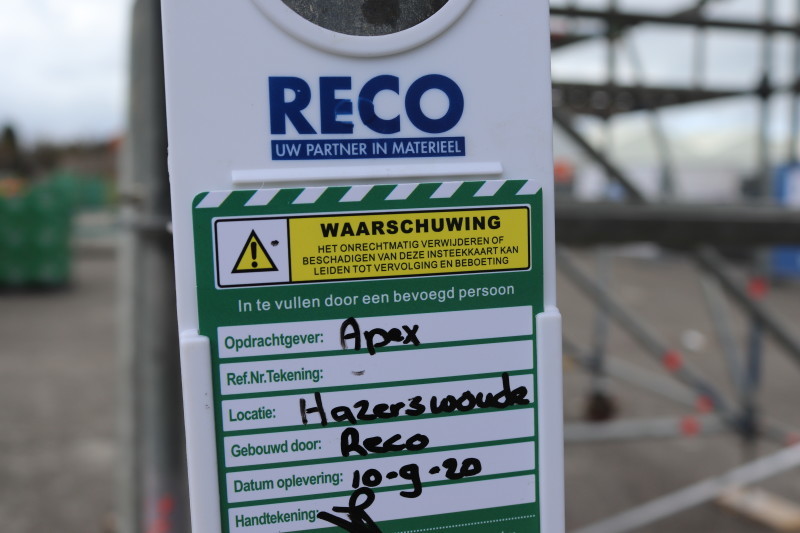 RECO
UW PARTNER IN MATERIEEL
WAARSCHUWING
HET ONRECHTMATIG VERWIJDEREN OF
BESCHADIGEN VAN DEZE INSTEEKKAART KAN
LEIDEN TOT VERVOLGING EN BEBOETING
In te vullen door een bevoegd persoon
Opdrachtgever: Apex
Ref.Nr.Tekening: -
Locatie: Hazerswoude
Gebouwd door: Reco
Datum oplevering: 10-9-20
Handtekening: